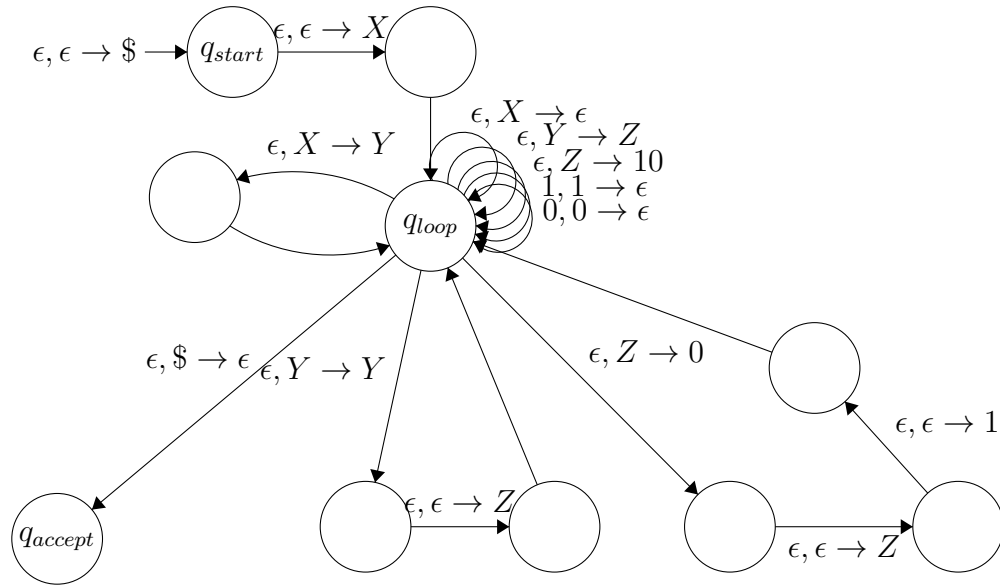 ϵ, ϵ → $
q_start
ϵ, ϵ → X
ϵ, X → ϵ
ϵ, Y → Z
ϵ, Z → 10
1, 1 → ϵ
0, 0 → ϵ
ϵ, X → Y
q_loop
ϵ, $ → ϵ
ϵ, Y → Y
ϵ, Z → 0
ϵ, ϵ → 1
ϵ, ϵ → Z
ϵ, ϵ → Z
q_accept